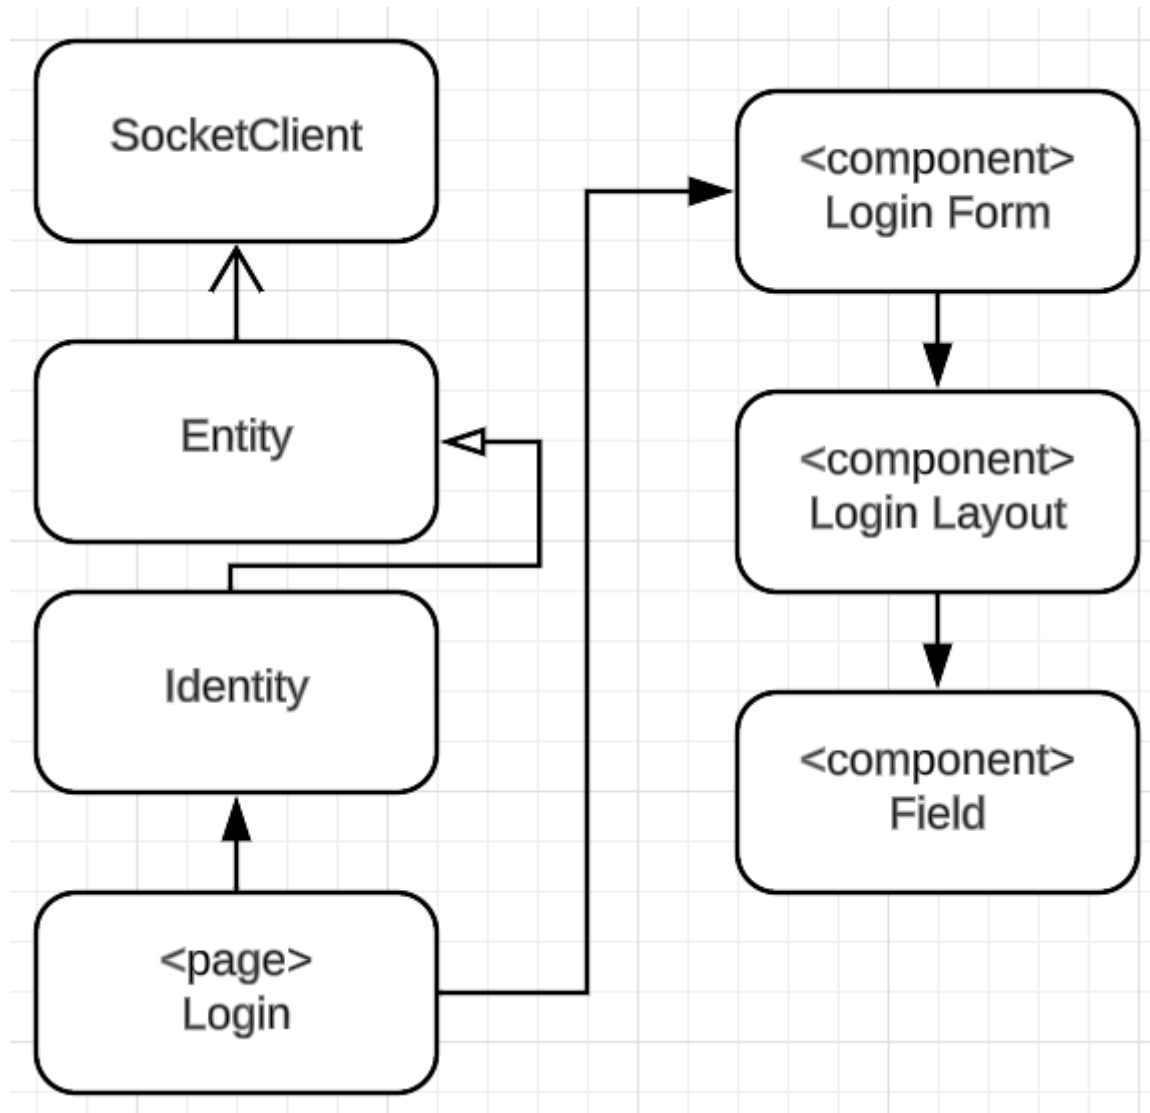 SocketClient
Entity
Identity
<page>
Login
<component>
Login Form
<component>
Login Layout
<component>
Field